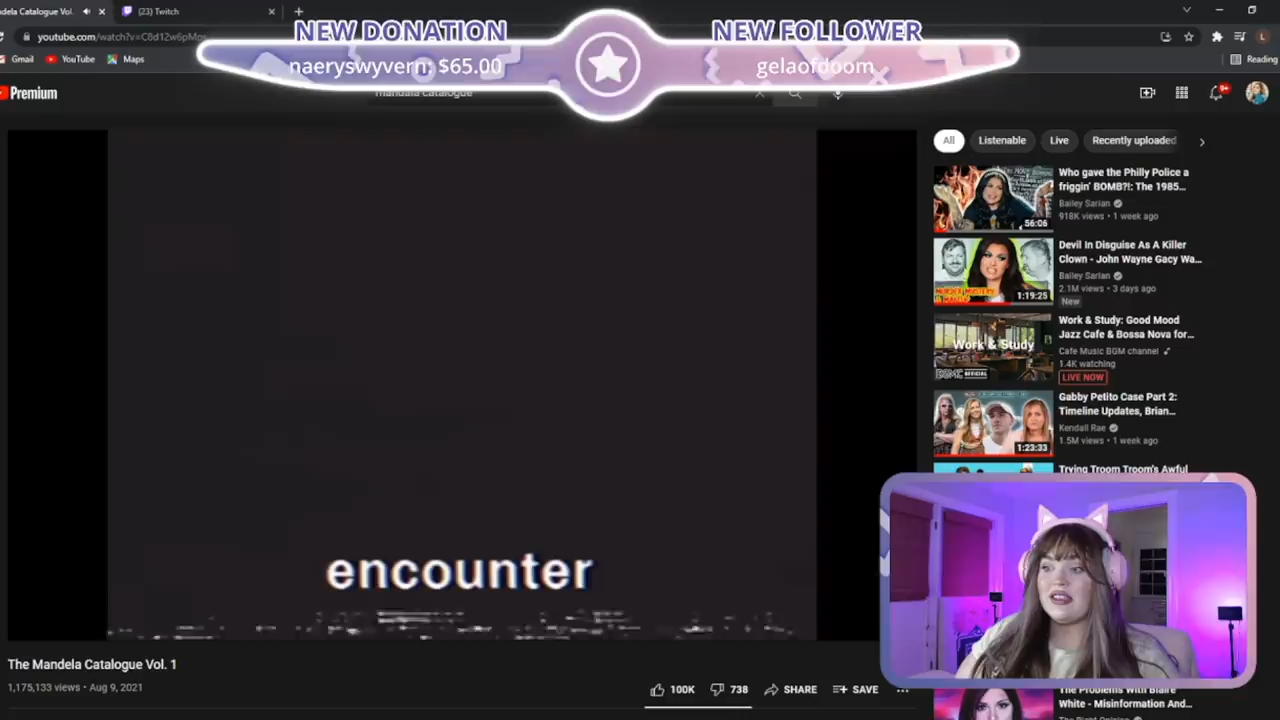 ndela Catalogue Vol.
(23) Twitch
youtube.com/watch?v=C8d12w6pMos
Gmail
YouTube
Maps
Reading
NEW DONATION
naeryswyvern: $65.00
NEW FOLLOWER
gelaofdoom
Premium
mandala catalogue
9+
L
All
Listenable
Live
Recently uploaded
Who gave the Philly Police a
friggin' BOMB?!: The 1985...
Bailey Sarian
918K views • 1 week ago
56:06
Devil In Disguise As A Killer
Clown - John Wayne Gacy Wa...
Bailey Sarian
2.1M views • 3 days ago
New
1:19:25
Work & Study: Good Mood
Jazz Cafe & Bossa Nova for...
Cafe Music BGM channel
1.4K watching
LIVE NOW
Work & Study
BGMC OFFICIAL
Gabby Petito Case Part 2:
Timeline Updates, Brian...
Kendall Rae
1.5M views • 1 week ago
1:23:33
Trying Troom Troom's Awful
encounter
The Mandela Catalogue Vol. 1
1,175,133 views • Aug 9, 2021
100K
738
SHARE
SAVE
The Problems With Blaire
White - Misinformation And...